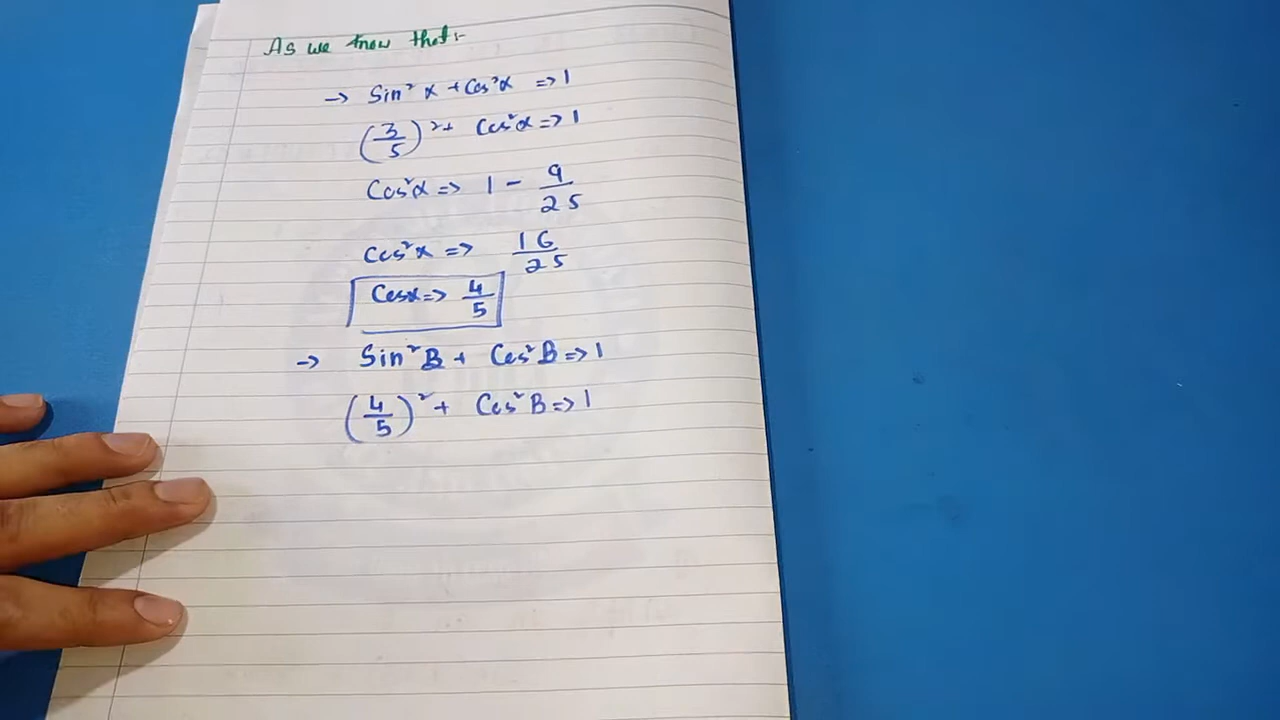 As we know that:-
→ Sin² α + Cos²α => 1
(3/5)² + Cos²α => 1
Cos²α => 1 - 9/25
Cos²α => 16/25
Cosα => 4/5
→ Sin²B + Cos²B => 1
(4/5)² + Cos²B => 1